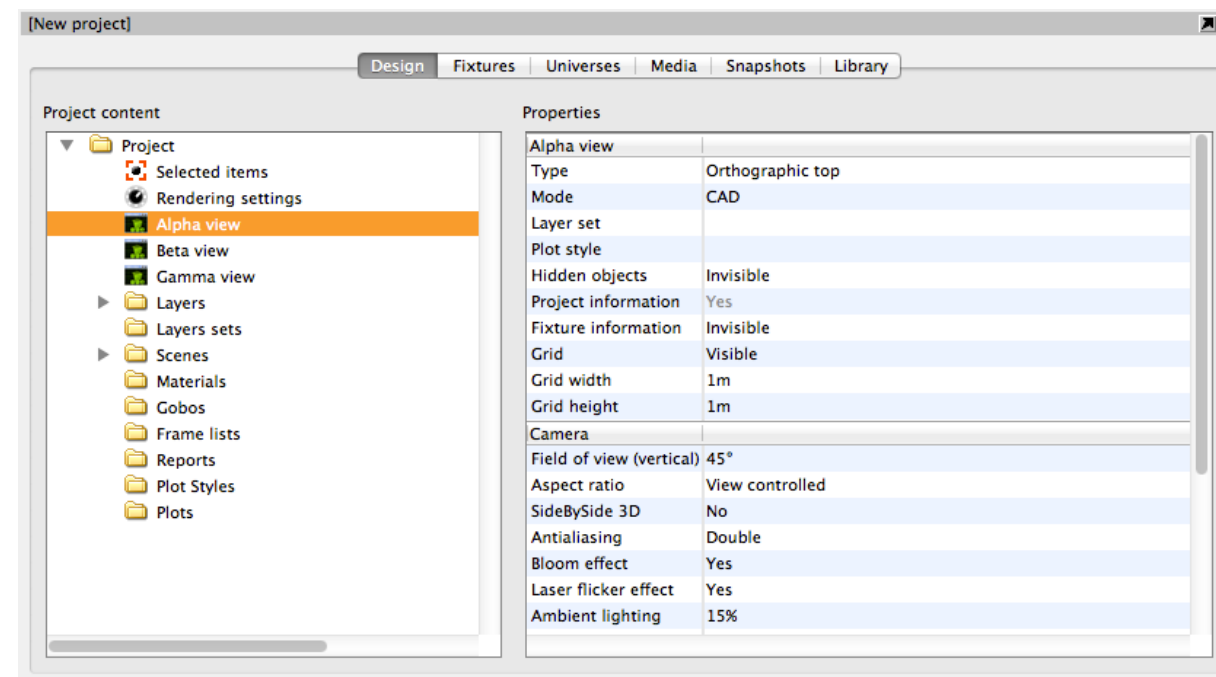 [New project]
Design Fixtures Universes Media Snapshots Library
Project content
Project
Selected items
Rendering settings
Alpha view
Beta view
Gamma view
Layers
Layers sets
Scenes
Materials
Gobos
Frame lists
Reports
Plot Styles
Plots
Properties
Alpha view
Type Orthographic top
Mode CAD
Layer set
Plot style
Hidden objects Invisible
Project information Yes
Fixture information Invisible
Grid Visible
Grid width 1m
Grid height 1m
Camera
Field of view (vertical) 45°
Aspect ratio View controlled
SideBySide 3D No
Antialiasing Double
Bloom effect Yes
Laser flicker effect Yes
Ambient lighting 15%